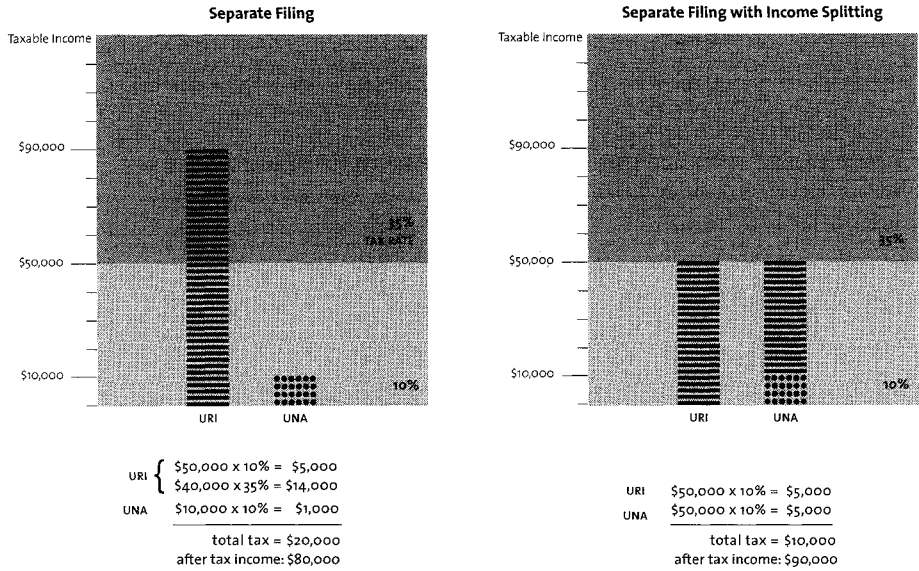 Separate Filing
Taxable Income
$90,000
35%
TAX RATE
$50,000
$10,000
10%
URI UNA
URI { $50,000 x 10% = $5,000
$40,000 x 35% = $14,000
UNA $10,000 x 10% = $1,000
total tax = $20,000
after tax income: $80,000
Separate Filing with Income Splitting
Taxable Income
$90,000
35%
$50,000
$10,000
10%
URI UNA
URI $50,000 x 10% = $5,000
UNA $50,000 x 10% = $5,000
total tax = $10,000
after tax income: $90,000